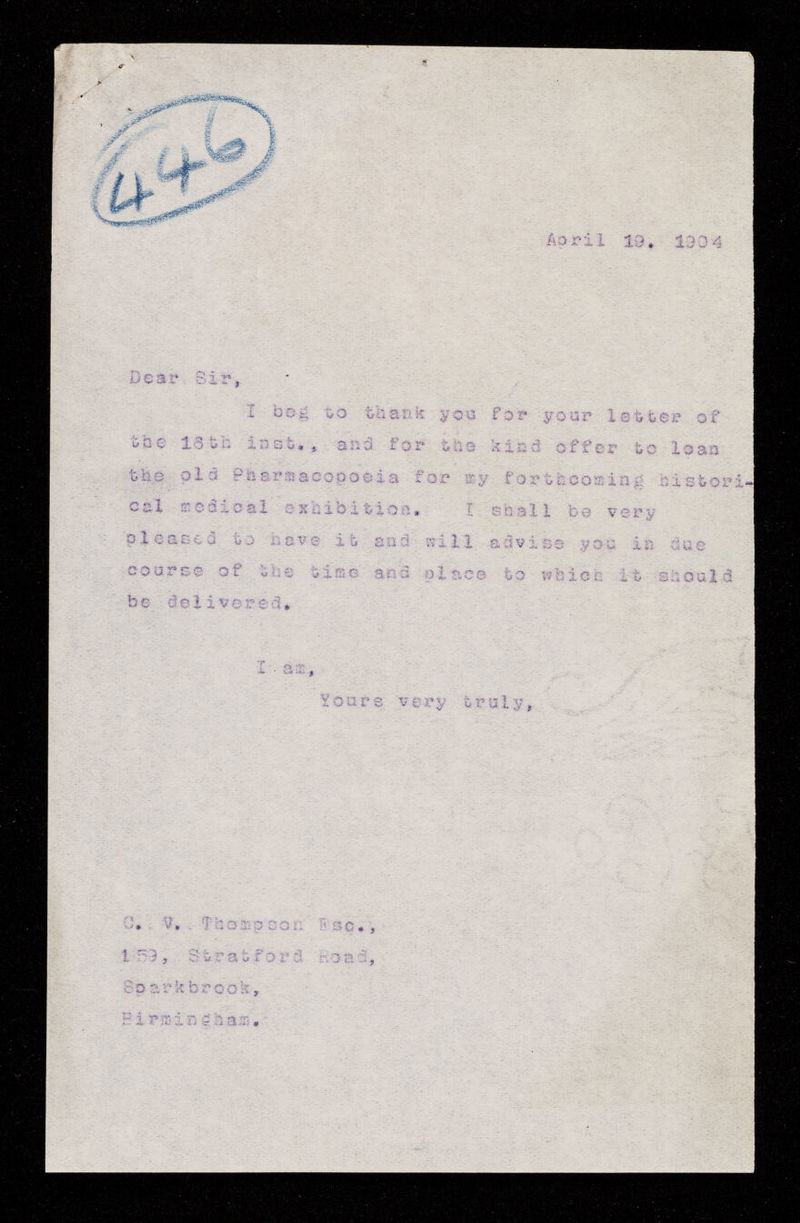 446
April 19. 1904
Dear Sir,
I beg to thank you for your letter of
the 18th inst., and for the kind offer to loan
the old Pharmacopoeia for my forthcoming histori-
cal medical exhibition. I shall be very
pleased to have it and will advise you in due
course of the time and place to which it should
be delivered.
I am,
Yours very truly,
C. V. Thompson Esq.,
159, Stratford Road,
Sparkbrook,
Birmingham.